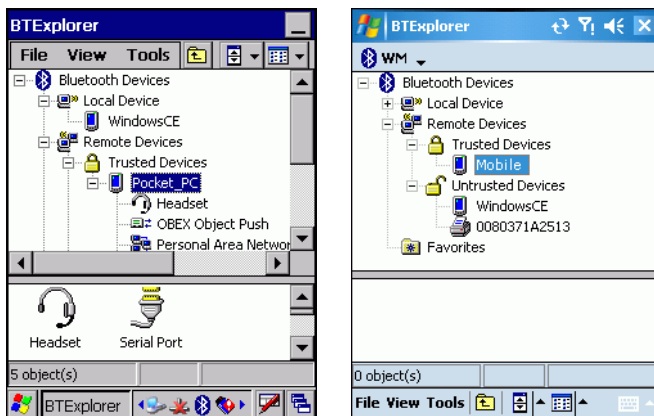 BTExplorer
File View Tools
Bluetooth Devices
Local Device
WindowsCE
Remote Devices
Trusted Devices
Pocket_PC
Headset
OBEX Object Push
Personal Area Networ
Headset Serial Port
5 object(s)
BTExplorer
BTExplorer
WM
Bluetooth Devices
Local Device
Remote Devices
Trusted Devices
Mobile
Untrusted Devices
WindowsCE
0080371A2513
Favorites
0 object(s)
File View Tools